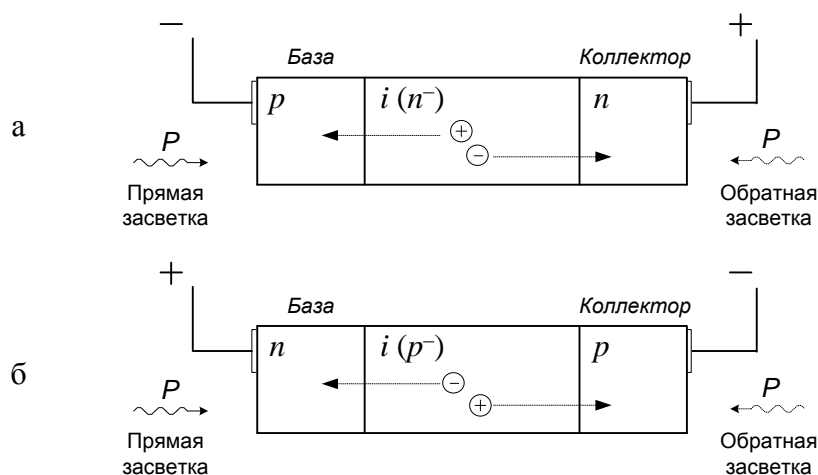 − +
База Коллектор
p i (n⁻) n
а
+
−
P P
Прямая засветка Обратная засветка
+ −
База Коллектор
n i (p⁻) p
б
−
+
P P
Прямая засветка Обратная засветка